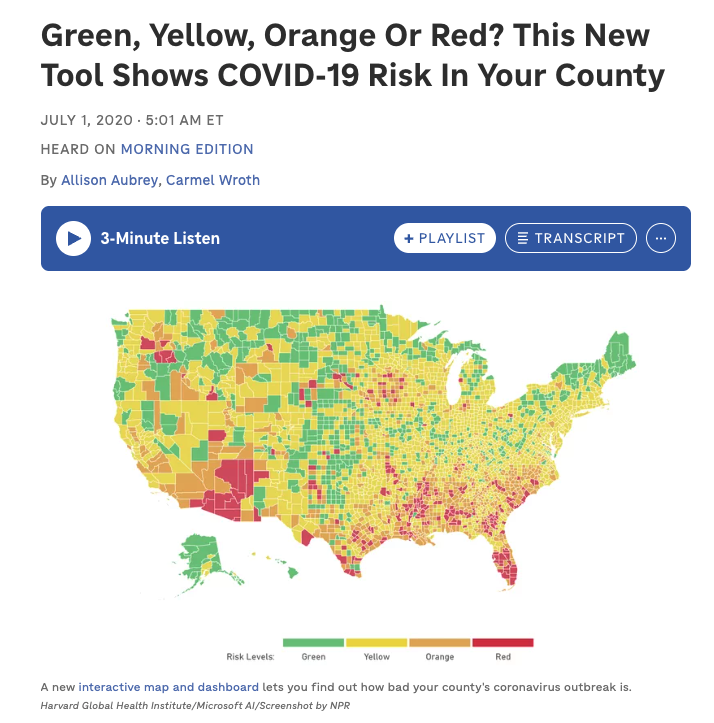 Green, Yellow, Orange Or Red? This New
Tool Shows COVID-19 Risk In Your County
JULY 1, 2020 · 5:01 AM ET
HEARD ON MORNING EDITION
By Allison Aubrey, Carmel Wroth
3-Minute Listen
+ PLAYLIST
TRANSCRIPT
Risk Levels:
Green
Yellow
Orange
Red
A new interactive map and dashboard lets you find out how bad your county's coronavirus outbreak is.
Harvard Global Health Institute/Microsoft AI/Screenshot by NPR